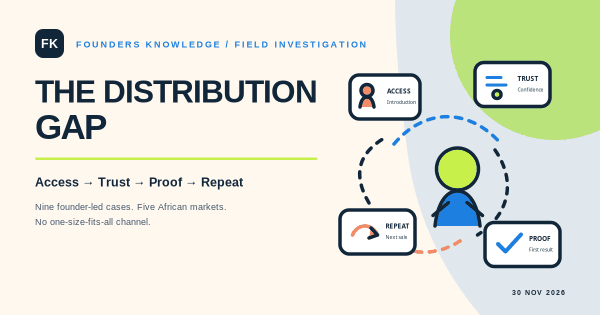 FK
FOUNDERS KNOWLEDGE / FIELD INVESTIGATION
THE DISTRIBUTION
GAP
Access → Trust → Proof → Repeat
Nine founder-led cases. Five African markets.
No one-size-fits-all channel.
ACCESS
Introduction
TRUST
Confidence
REPEAT
Next sale
PROOF
First result
30 NOV 2026